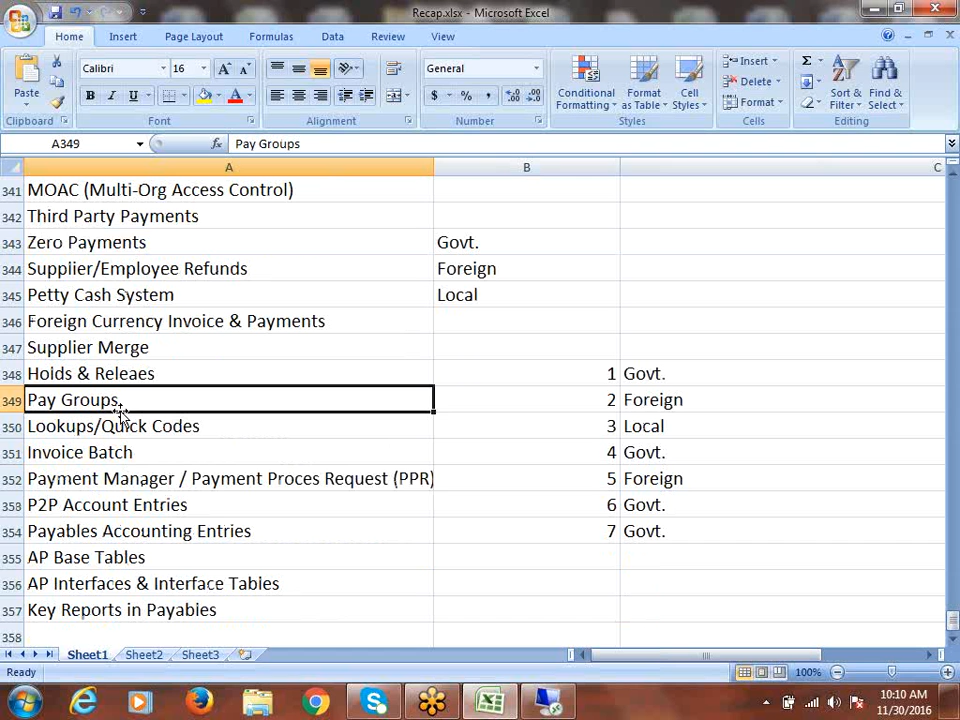 Recap.xlsx - Microsoft Excel
Home Insert Page Layout Formulas Data Review View
Paste
Calibri 16 A A
B I U A
General
$ % , .0 .00 .00 .0
Conditional Formatting
Format as Table
Cell Styles
Insert
Delete
Format
Σ
Sort & Filter
Find & Select
Clipboard Font Alignment Number Styles Cells Editing
A349 fx Pay Groups
A B C
341 MOAC (Multi-Org Access Control)
342 Third Party Payments
343 Zero Payments Govt.
344 Supplier/Employee Refunds Foreign
345 Petty Cash System Local
346 Foreign Currency Invoice & Payments
347 Supplier Merge
348 Holds & Releaes 1 Govt.
349 Pay Groups 2 Foreign
350 Lookups/Quick Codes 3 Local
351 Invoice Batch 4 Govt.
352 Payment Manager / Payment Proces Request (PPR) 5 Foreign
353 P2P Account Entries 6 Govt.
354 Payables Accounting Entries 7 Govt.
355 AP Base Tables
356 AP Interfaces & Interface Tables
357 Key Reports in Payables
358
Sheet1 Sheet2 Sheet3
Ready 100%
10:10 AM
11/30/2016